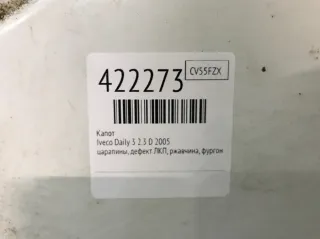 422273
CV55FZX
Капот
Iveco Daily 3 2.3 D 2005
царапины, дефект ЛКП, ржавчина, фургон